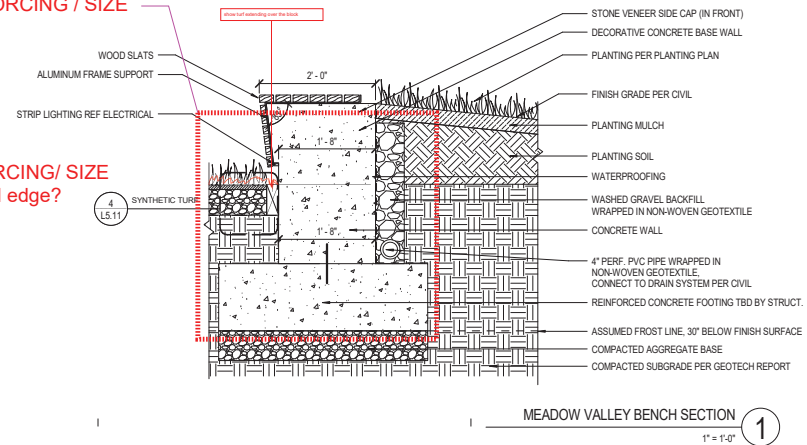 ORCING / SIZE
show turf extending over the block
STONE VENEER SIDE CAP (IN FRONT)
DECORATIVE CONCRETE BASE WALL
PLANTING PER PLANTING PLAN
FINISH GRADE PER CIVIL
PLANTING MULCH
PLANTING SOIL
WATERPROOFING
WASHED GRAVEL BACKFILL
WRAPPED IN NON-WOVEN GEOTEXTILE
CONCRETE WALL
4" PERF. PVC PIPE WRAPPED IN
NON-WOVEN GEOTEXTILE,
CONNECT TO DRAIN SYSTEM PER CIVIL
REINFORCED CONCRETE FOOTING TBD BY STRUCT.
ASSUMED FROST LINE, 30" BELOW FINISH SURFACE
COMPACTED AGGREGATE BASE
COMPACTED SUBGRADE PER GEOTECH REPORT
WOOD SLATS
ALUMINUM FRAME SUPPORT
STRIP LIGHTING REF ELECTRICAL
2' - 0"
1' - 8"
RCING/ SIZE
edge?
4
L5.11
SYNTHETIC TURF
1' - 8"
MEADOW VALLEY BENCH SECTION
1
1" = 1'-0"